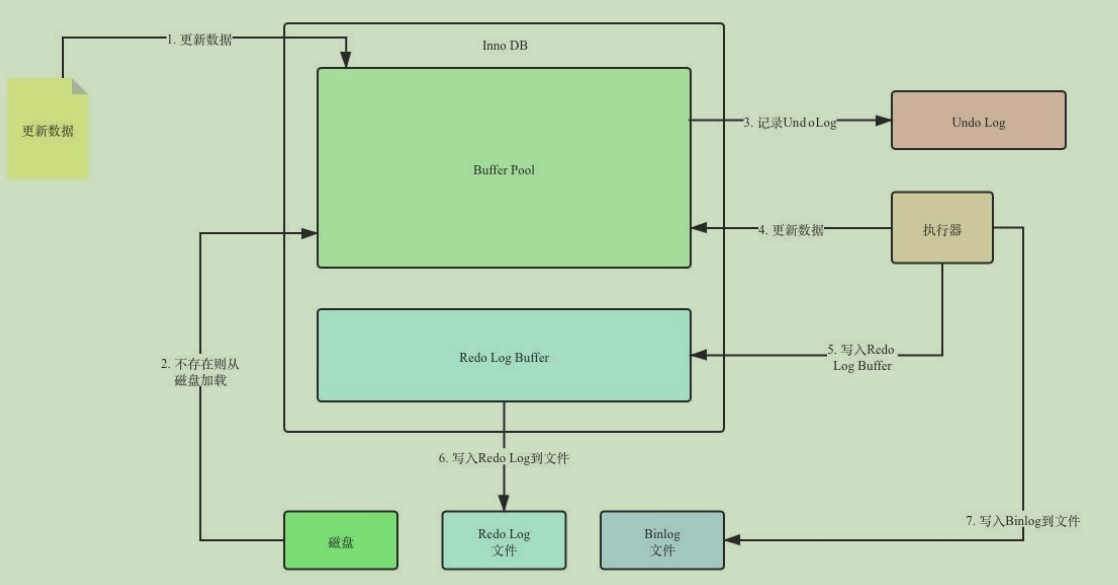 1. 更新数据
Inno DB
更新数据
Buffer Pool
3. 记录UndoLog
Undo Log
4. 更新数据
执行器
2. 不存在则从
磁盘加载
Redo Log Buffer
5. 写入Redo
Log Buffer
6. 写入Redo Log到文件
7. 写入Binlog到文件
磁盘
Redo Log
文件
Binlog
文件